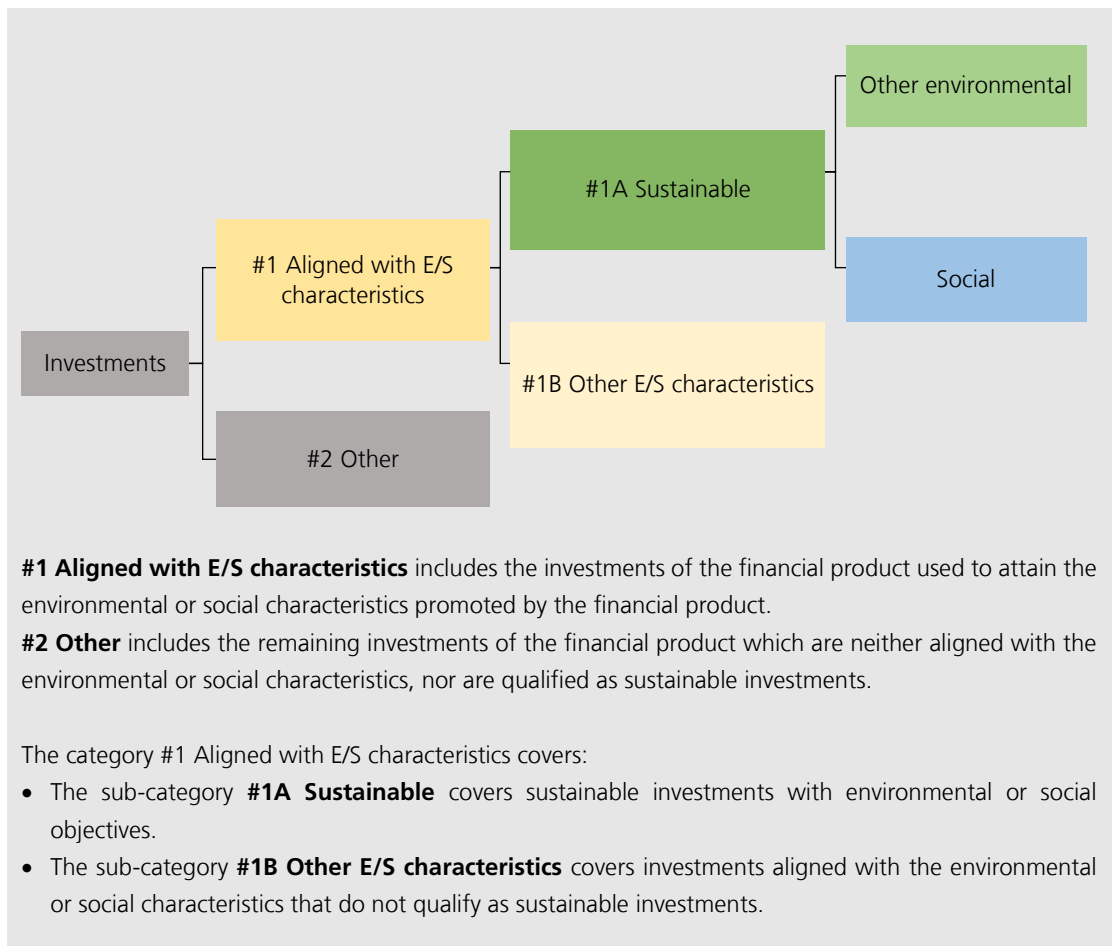 Other environmental
#1A Sustainable
#1 Aligned with E/S
characteristics
Social
Investments
#1B Other E/S characteristics
#2 Other
#1 Aligned with E/S characteristics includes the investments of the financial product used to attain the
environmental or social characteristics promoted by the financial product.
#2 Other includes the remaining investments of the financial product which are neither aligned with the
environmental or social characteristics, nor are qualified as sustainable investments.
The category #1 Aligned with E/S characteristics covers:
• The sub-category #1A Sustainable covers sustainable investments with environmental or social
objectives.
• The sub-category #1B Other E/S characteristics covers investments aligned with the environmental
or social characteristics that do not qualify as sustainable investments.